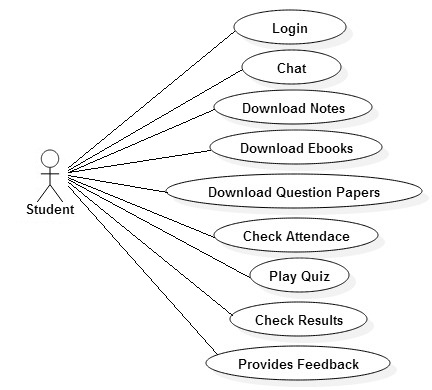 Login
Chat
Download Notes
Download Ebooks
Student
Download Question Papers
Check Attendace
Play Quiz
Check Results
Provides Feedback